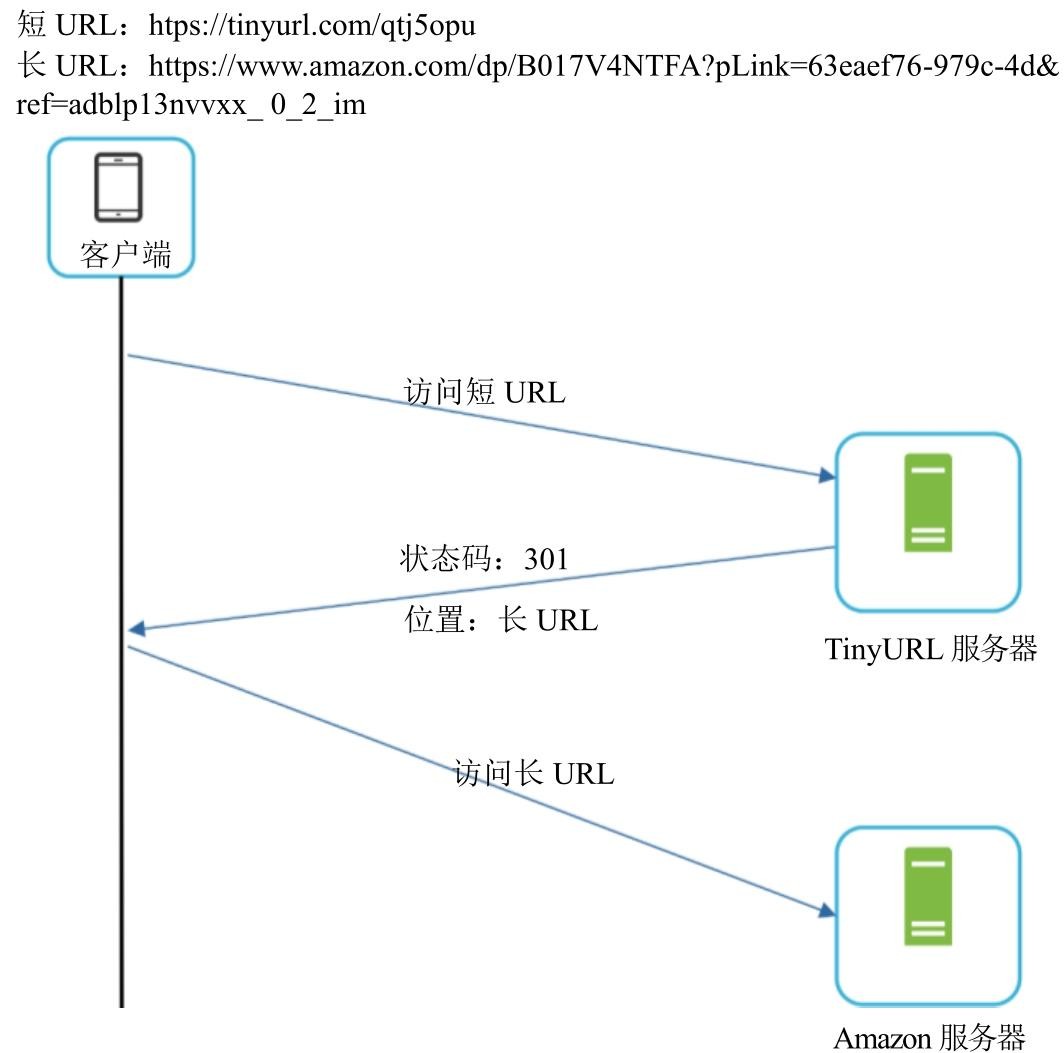 短 URL：htps://tinyurl.com/qtj5opu
长 URL：https://www.amazon.com/dp/B017V4NTFA?pLink=63eaef76-979c-4d&
ref=adblp13nvvxx_ 0_2_im
客户端
访问短 URL
状态码：301
位置：长 URL
TinyURL 服务器
访问长 URL
Amazon 服务器